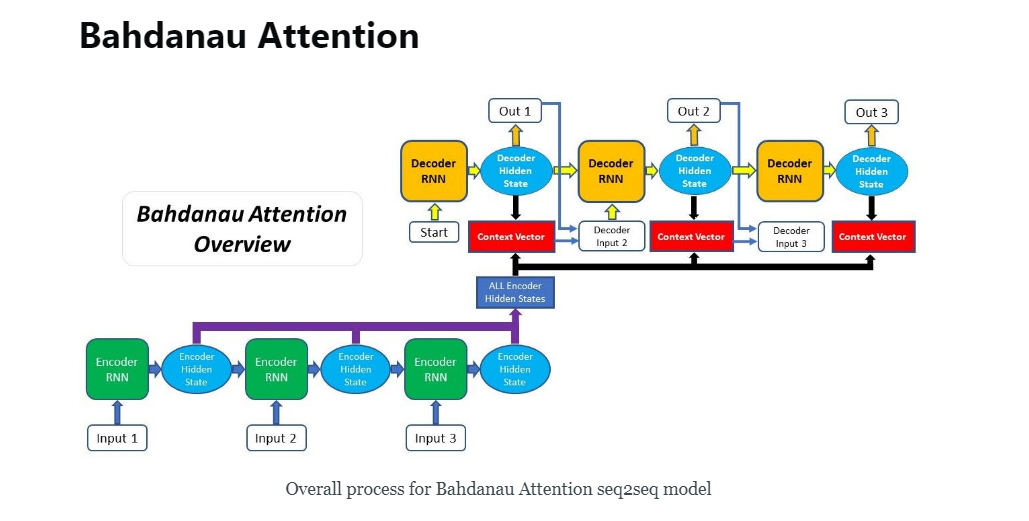 Bahdanau Attention
Out 1
Out 2
Out 3
Decoder
RNN
Decoder
Hidden
State
Decoder
RNN
Decoder
Hidden
State
Decoder
RNN
Decoder
Hidden
State
Bahdanau Attention
Overview
Start
Context Vector
Decoder
Input 2
Context Vector
Decoder
Input 3
Context Vector
ALL Encoder
Hidden States
Encoder
RNN
Encoder
Hidden
State
Encoder
RNN
Encoder
Hidden
State
Encoder
RNN
Encoder
Hidden
State
Input 1
Input 2
Input 3
Overall process for Bahdanau Attention seq2seq model